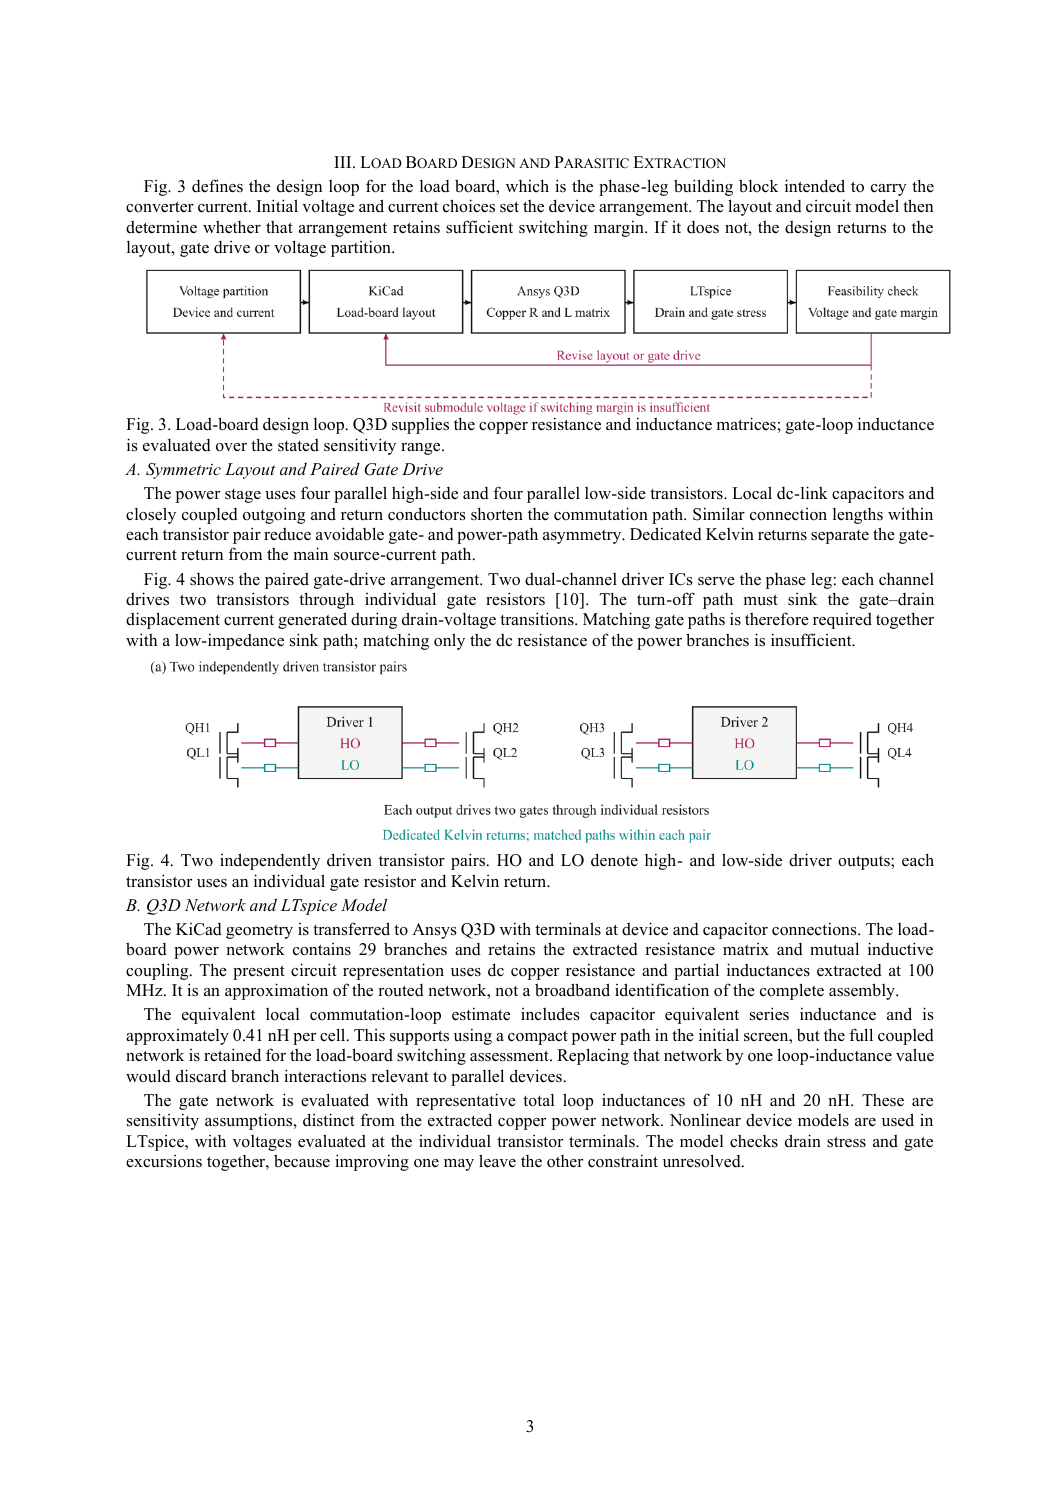 III. LOAD BOARD DESIGN AND PARASITIC EXTRACTION
Fig. 3 defines the design loop for the load board, which is the phase-leg building block intended to carry the
converter current. Initial voltage and current choices set the device arrangement. The layout and circuit model then
determine whether that arrangement retains sufficient switching margin. If it does not, the design returns to the
layout, gate drive or voltage partition.
Voltage partition
Device and current
KiCad
Load-board layout
Ansys Q3D
Copper R and L matrix
LTspice
Drain and gate stress
Feasibility check
Voltage and gate margin
Revise layout or gate drive
Revisit submodule voltage if switching margin is insufficient
Fig. 3. Load-board design loop. Q3D supplies the copper resistance and inductance matrices; gate-loop inductance
is evaluated over the stated sensitivity range.
A. Symmetric Layout and Paired Gate Drive
The power stage uses four parallel high-side and four parallel low-side transistors. Local dc-link capacitors and
closely coupled outgoing and return conductors shorten the commutation path. Similar connection lengths within
each transistor pair reduce avoidable gate- and power-path asymmetry. Dedicated Kelvin returns separate the gate-
current return from the main source-current path.
Fig. 4 shows the paired gate-drive arrangement. Two dual-channel driver ICs serve the phase leg: each channel
drives two transistors through individual gate resistors [10]. The turn-off path must sink the gate–drain
displacement current generated during drain-voltage transitions. Matching gate paths is therefore required together
with a low-impedance sink path; matching only the dc resistance of the power branches is insufficient.
(a) Two independently driven transistor pairs
QH1
QL1
Driver 1
HO
LO
QH2
QL2
QH3
QL3
Driver 2
HO
LO
QH4
QL4
Each output drives two gates through individual resistors
Dedicated Kelvin returns; matched paths within each pair
Fig. 4. Two independently driven transistor pairs. HO and LO denote high- and low-side driver outputs; each
transistor uses an individual gate resistor and Kelvin return.
B. Q3D Network and LTspice Model
The KiCad geometry is transferred to Ansys Q3D with terminals at device and capacitor connections. The load-
board power network contains 29 branches and retains the extracted resistance matrix and mutual inductive
coupling. The present circuit representation uses dc copper resistance and partial inductances extracted at 100
MHz. It is an approximation of the routed network, not a broadband identification of the complete assembly.
The equivalent local commutation-loop estimate includes capacitor equivalent series inductance and is
approximately 0.41 nH per cell. This supports using a compact power path in the initial screen, but the full coupled
network is retained for the load-board switching assessment. Replacing that network by one loop-inductance value
would discard branch interactions relevant to parallel devices.
The gate network is evaluated with representative total loop inductances of 10 nH and 20 nH. These are
sensitivity assumptions, distinct from the extracted copper power network. Nonlinear device models are used in
LTspice, with voltages evaluated at the individual transistor terminals. The model checks drain stress and gate
excursions together, because improving one may leave the other constraint unresolved.
3